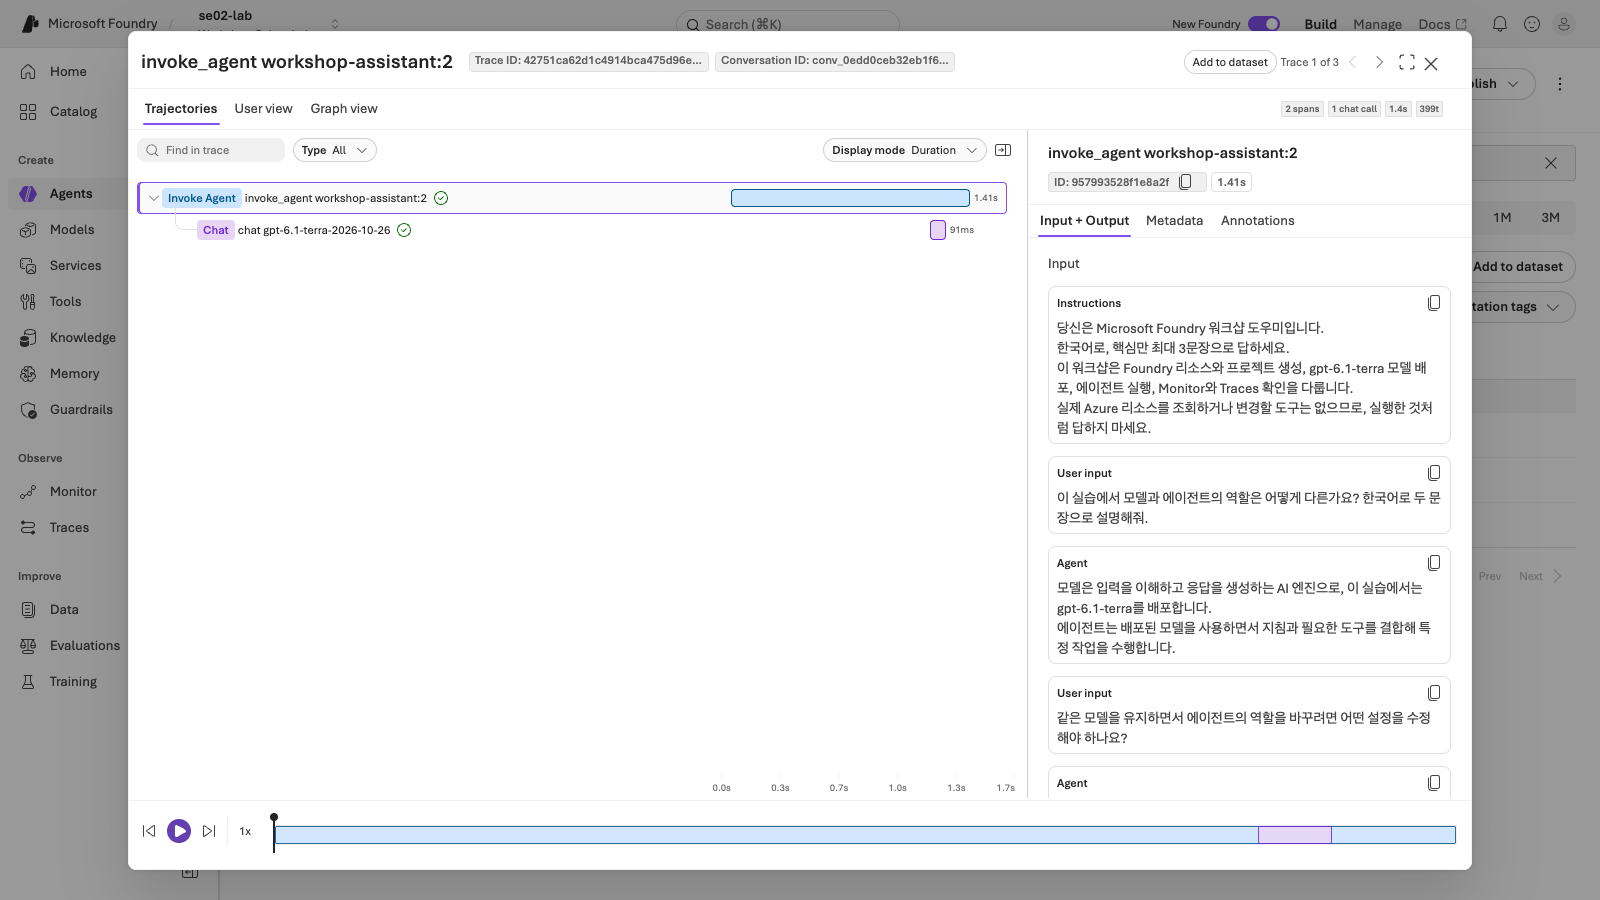 Microsoft Foundry
/
se02-lab
Search (⌘K)
New Foundry
Build
Manage
Docs
Home
Catalog
Create
Agents
Models
Services
Tools
Knowledge
Memory
Guardrails
Observe
Monitor
Traces
Improve
Data
Evaluations
Training
invoke_agent workshop-assistant:2
Trace ID: 42751ca62d1c4914bca475d96e...
Conversation ID: conv_0edd0ceb32eb1f6...
Add to dataset
Trace 1 of 3
Trajectories
User view
Graph view
2 spans
1 chat call
1.4s
399t
Find in trace
Type All
Display mode Duration
Invoke Agent invoke_agent workshop-assistant:2
1.41s
Chat chat gpt-6.1-terra-2026-10-26
91ms
0.0s
0.3s
0.7s
1.0s
1.3s
1.7s
1x
invoke_agent workshop-assistant:2
ID: 957993528f1e8a2f
1.41s
Input + Output
Metadata
Annotations
Input
Instructions
당신은 Microsoft Foundry 워크샵 도우미입니다.
한국어로, 핵심만 최대 3문장으로 답하세요.
이 워크샵은 Foundry 리소스와 프로젝트 생성, gpt-6.1-terra 모델 배
포, 에이전트 실행, Monitor와 Traces 확인을 다룹니다.
실제 Azure 리소스를 조회하거나 변경할 도구는 없으므로, 실행한 것처
럼 답하지 마세요.
User input
이 실습에서 모델과 에이전트의 역할은 어떻게 다른가요? 한국어로 두 문
장으로 설명해줘.
Agent
모델은 입력을 이해하고 응답을 생성하는 AI 엔진으로, 이 실습에서는
gpt-6.1-terra를 배포합니다.
에이전트는 배포된 모델을 사용하면서 지침과 필요한 도구를 결합해 특
정 작업을 수행합니다.
User input
같은 모델을 유지하면서 에이전트의 역할을 바꾸려면 어떤 설정을 수정
해야 하나요?
Agent
lish
1M
3M
Add to dataset
tation tags
Prev
Next